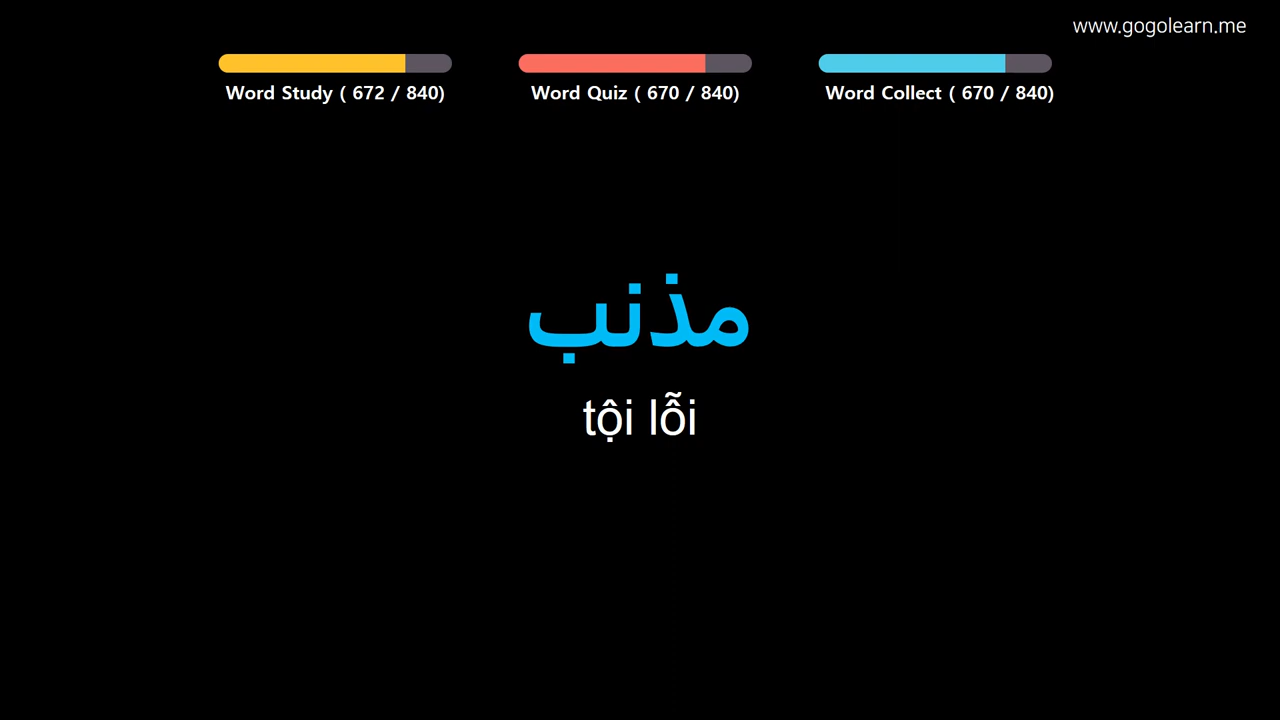 www.gogolearn.me
Word Study ( 672 / 840)
Word Quiz ( 670 / 840)
Word Collect ( 670 / 840)
مذنب
tội lỗi